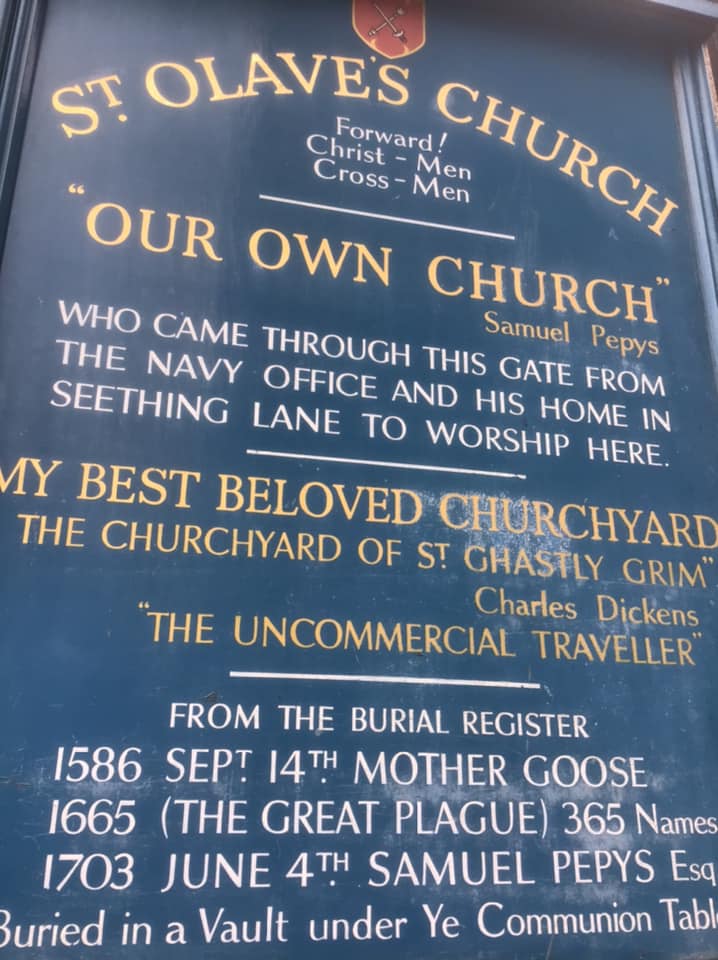 ST. OLAVE'S CHURCH
Forward!
Christ - Men
Cross - Men
"OUR OWN CHURCH"
Samuel Pepys
WHO CAME THROUGH THIS GATE FROM
THE NAVY OFFICE AND HIS HOME IN
SEETHING LANE TO WORSHIP HERE.
MY BEST BELOVED CHURCHYARD
THE CHURCHYARD OF ST. GHASTLY GRIM"
Charles Dickens
"THE UNCOMMERCIAL TRAVELLER"
FROM THE BURIAL REGISTER
1586 SEPT. 14TH. MOTHER GOOSE
1665 (THE GREAT PLAGUE) 365 Names
1703 JUNE 4TH. SAMUEL PEPYS Esq
Buried in a Vault under Ye Communion Tabl